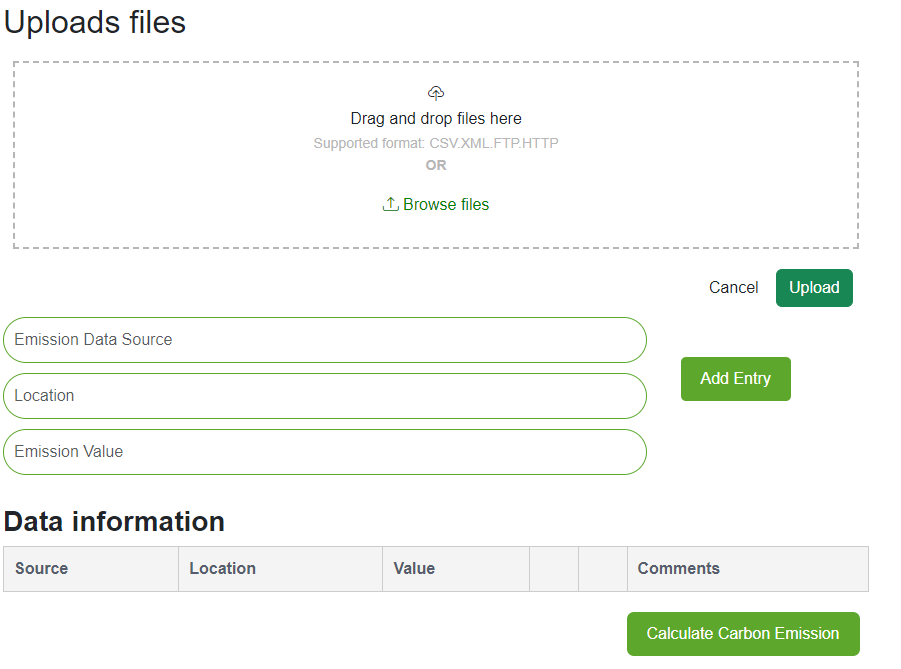 Uploads files
Drag and drop files here
Supported format: CSV.XML.FTP.HTTP
OR
Browse files
Cancel Upload
Emission Data Source
Add Entry
Location
Emission Value
Data information
Source Location Value Comments
Calculate Carbon Emission